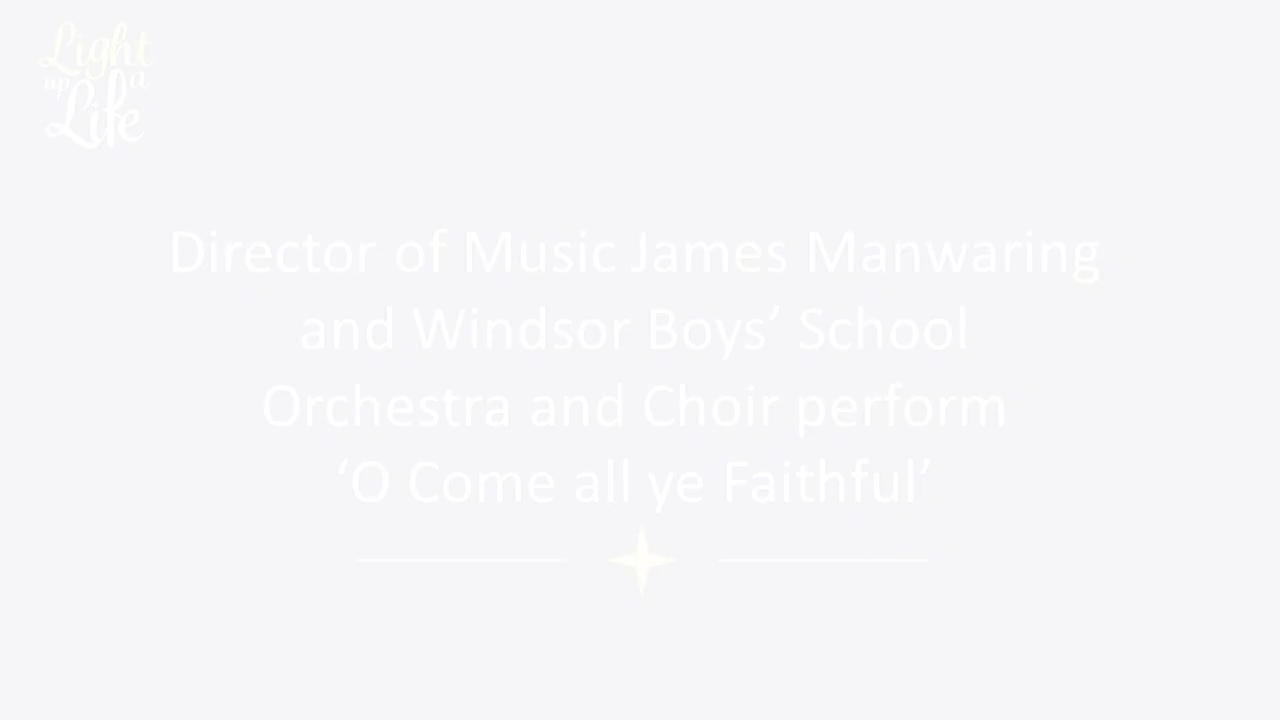 Light
up a
Life
Director of Music James Manwaring
and Windsor Boys’ School
Orchestra and Choir perform
‘O Come all ye Faithful’